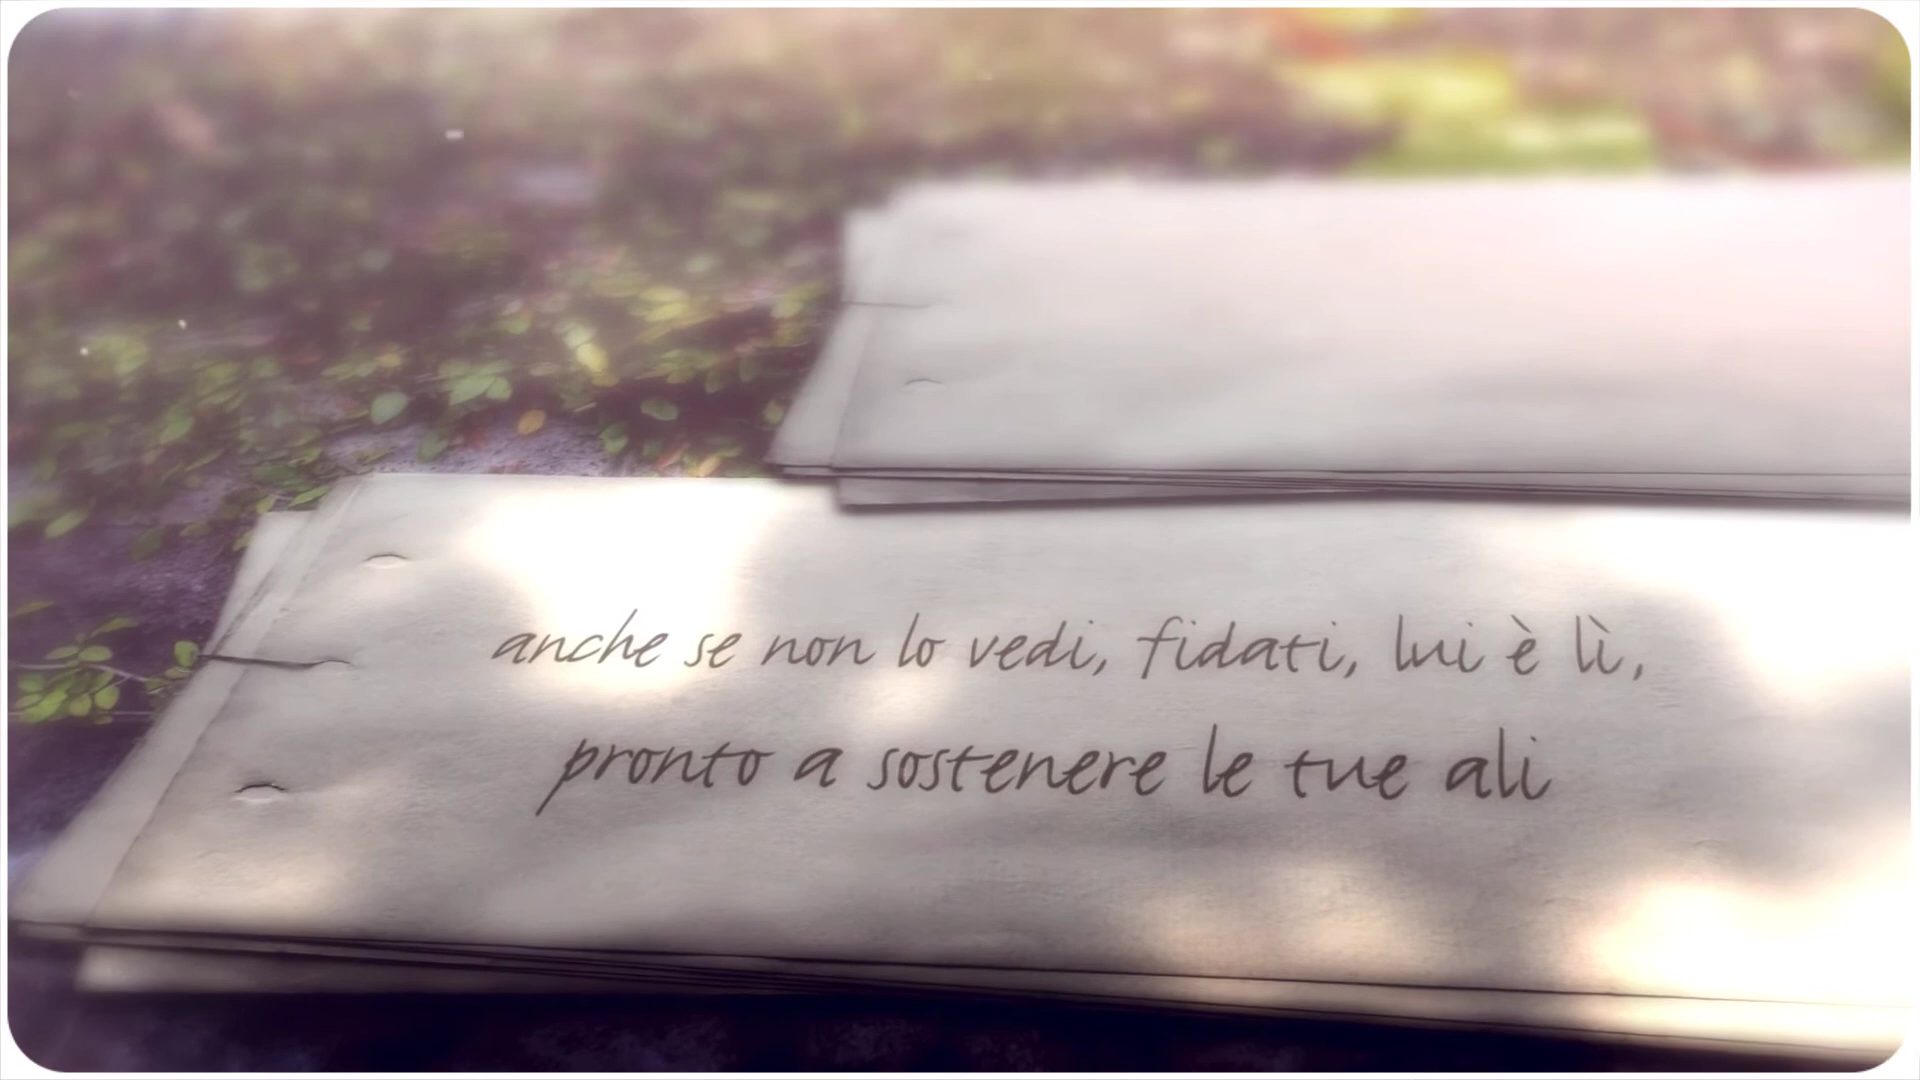 anche se non lo vedi, fidati, lui è lì,
pronto a sostenere le tue ali